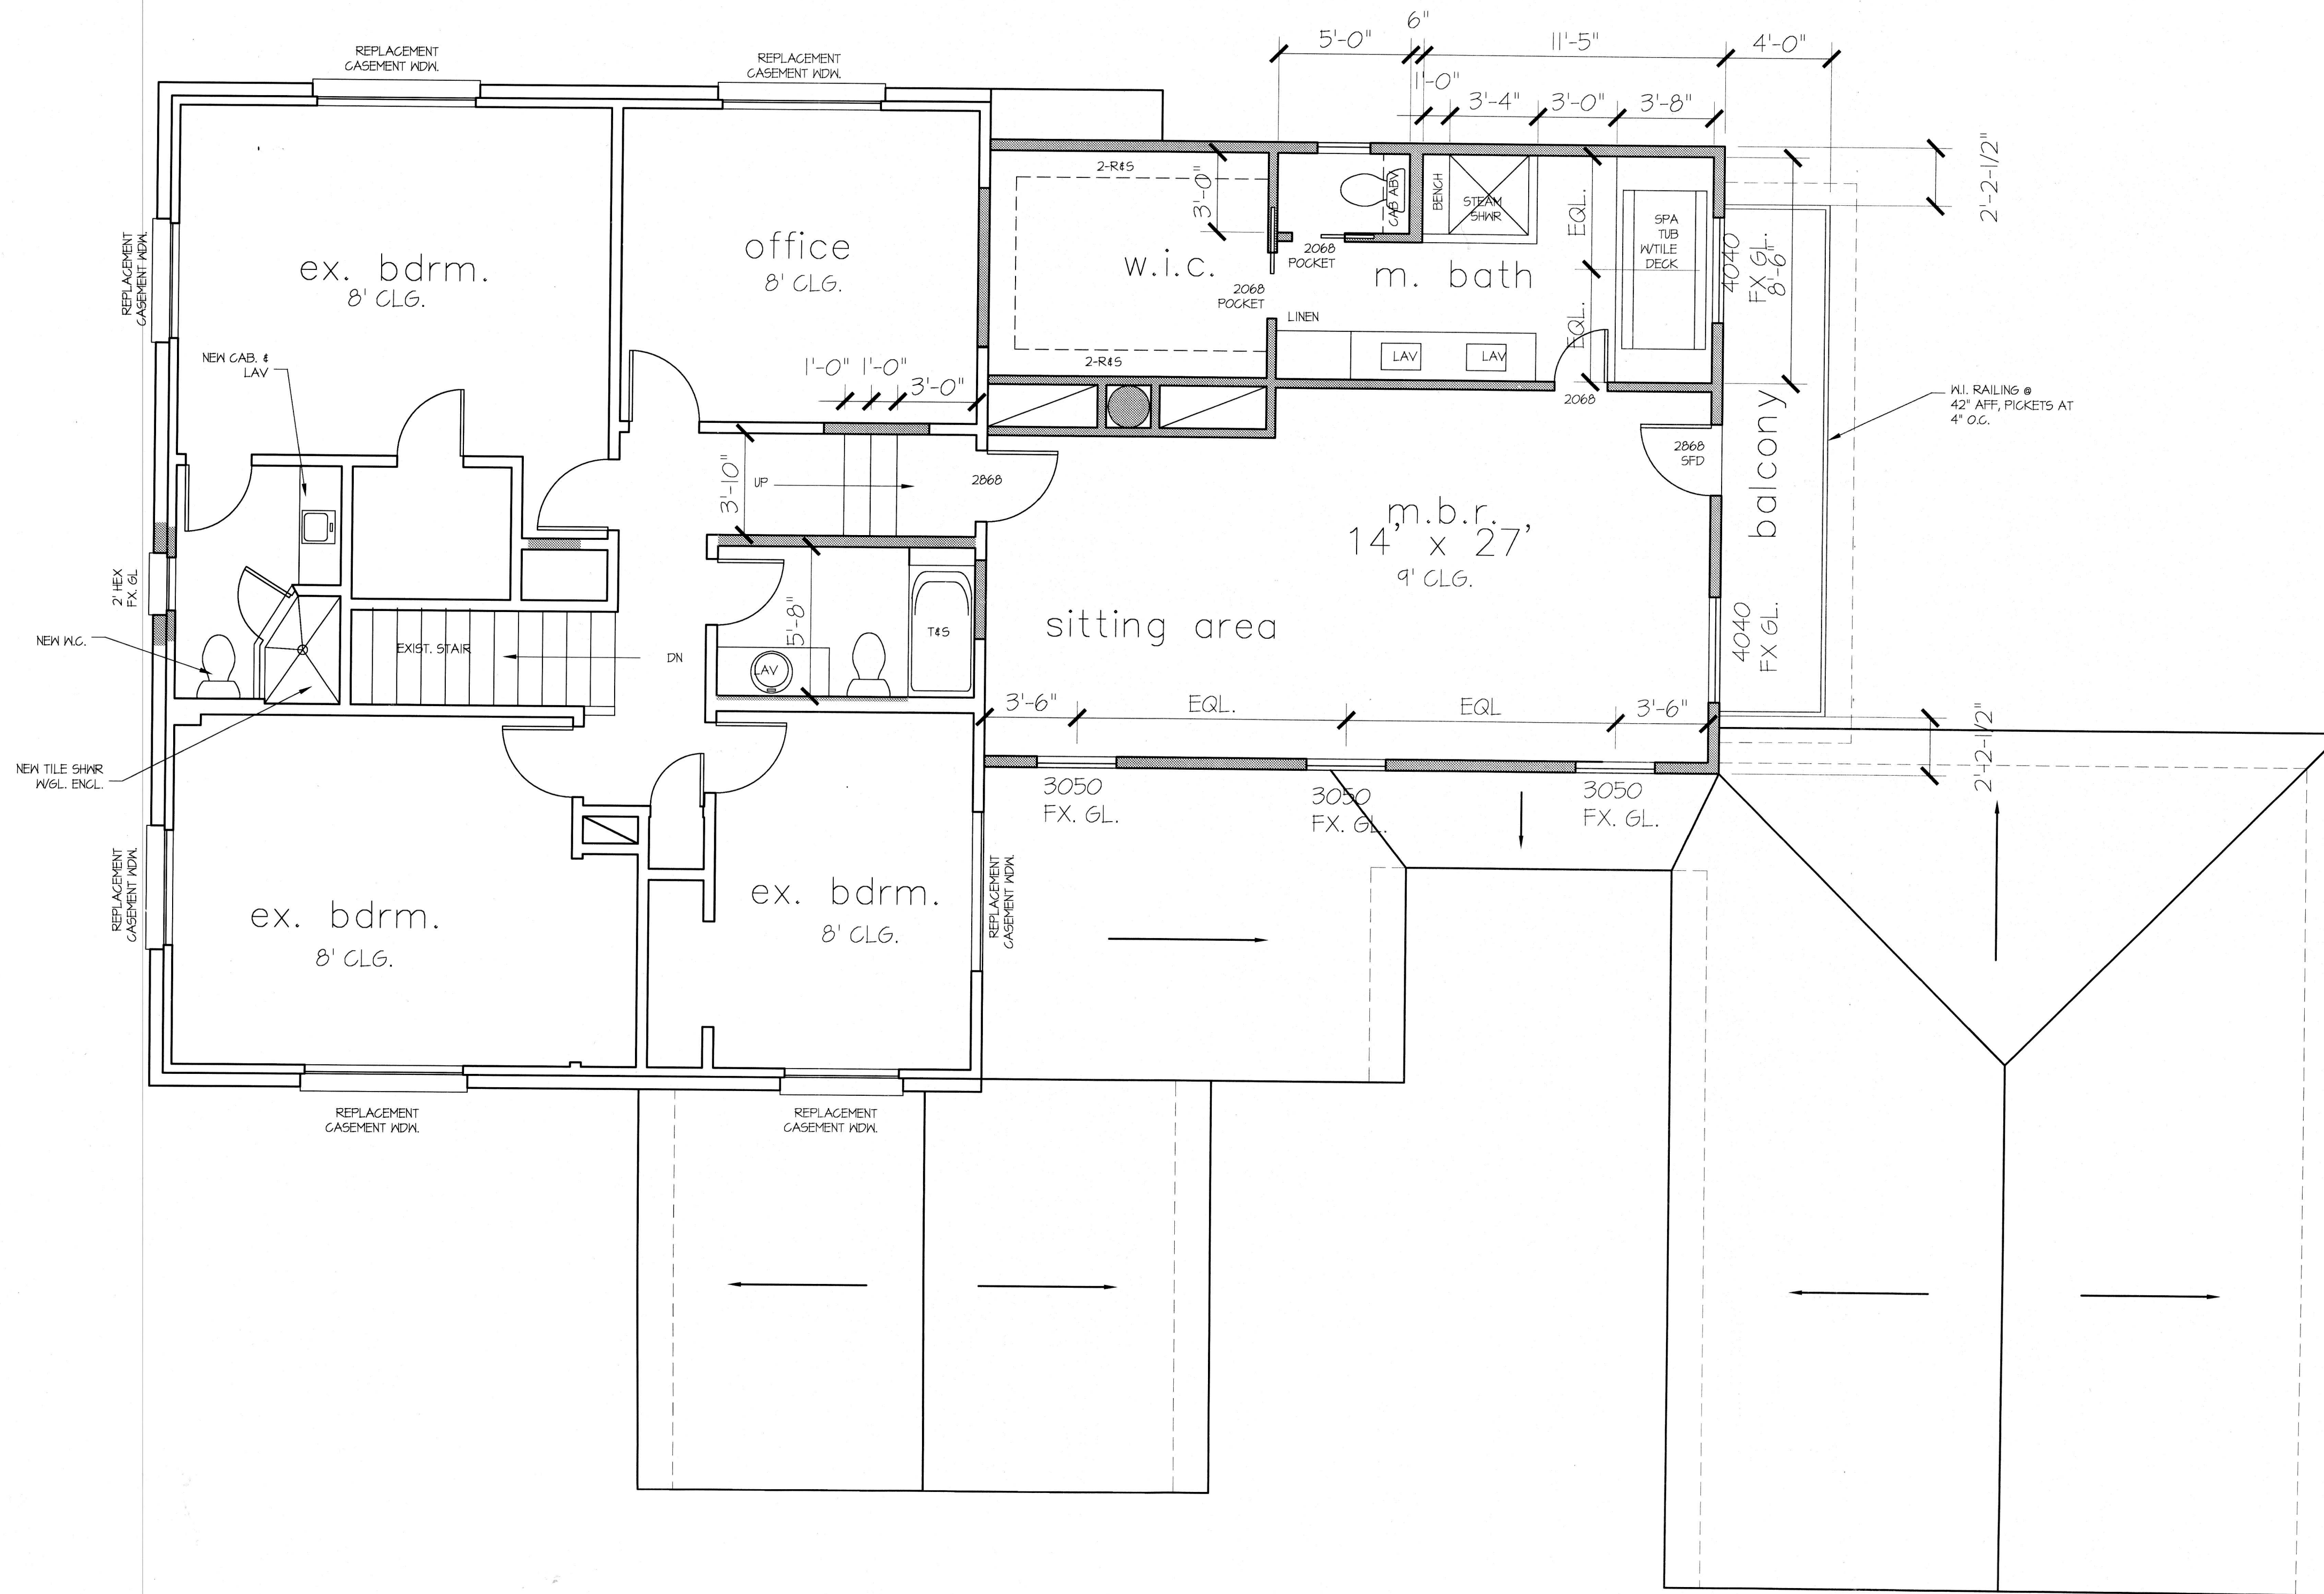 6"
5'-0"
11'-5"
4'-0"
1'-0"
3'-4"
3'-0"
3'-8"
REPLACEMENT
CASEMENT WDW.
REPLACEMENT
CASEMENT WDW.
2'-2-1/2"
2-R&S
3'-0"
CAB ABV
BENCH
STEAM
SHWR
EQL.
SPA
TUB
W/TILE
DECK
REPLACEMENT
CASEMENT WDW.
ex. bdrm.
8' CLG.
office
8' CLG.
w.i.c.
2068
POCKET
2068
POCKET
m. bath
4040
FX GL.
8'-6"
LINEN
EQL.
LAV
LAV
2-R&S
NEW CAB. &
LAV
1'-0"
1'-0"
3'-0"
2068
W.I. RAILING @
42" AFF, PICKETS AT
4" O.C.
balcony
2868
SFD
3'-10"
UP
2868
m.b.r.
14' x 27'
9' CLG.
2' HEX
FX. GL
NEW W.C.
EXIST. STAIR
DN
5'-8"
LAV
T&S
sitting area
4040
FX GL.
3'-6"
EQL.
EQL
3'-6"
2'-2-1/2"
NEW TILE SHWR
W/GL. ENCL.
3050
FX. GL.
3050
FX. GL.
3050
FX. GL.
REPLACEMENT
CASEMENT WDW.
ex. bdrm.
8' CLG.
ex. bdrm.
8' CLG.
REPLACEMENT
CASEMENT WDW.
REPLACEMENT
CASEMENT WDW.
REPLACEMENT
CASEMENT WDW.